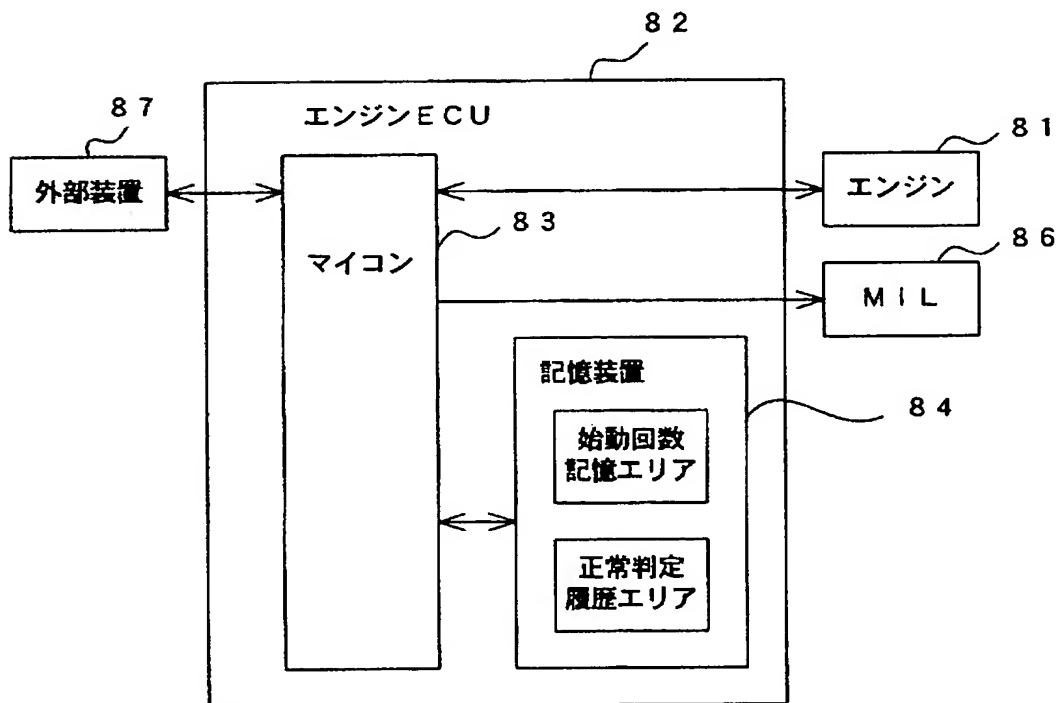 ８２
８７
エンジンＥＣＵ
８１
外部装置
エンジン
８３
８６
マイコン
ＭＩＬ
記憶装置
８４
始動回数
記憶エリア
正常判定
履歴エリア